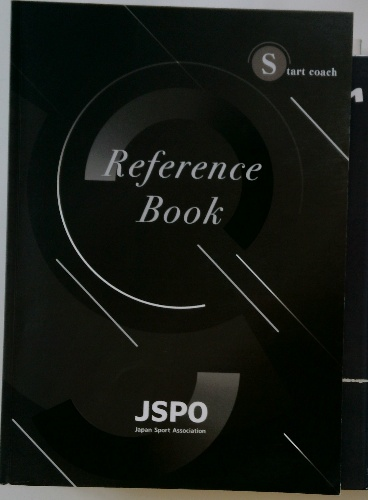 Start coach
Reference
Book
JSPO
Japan Sport Association